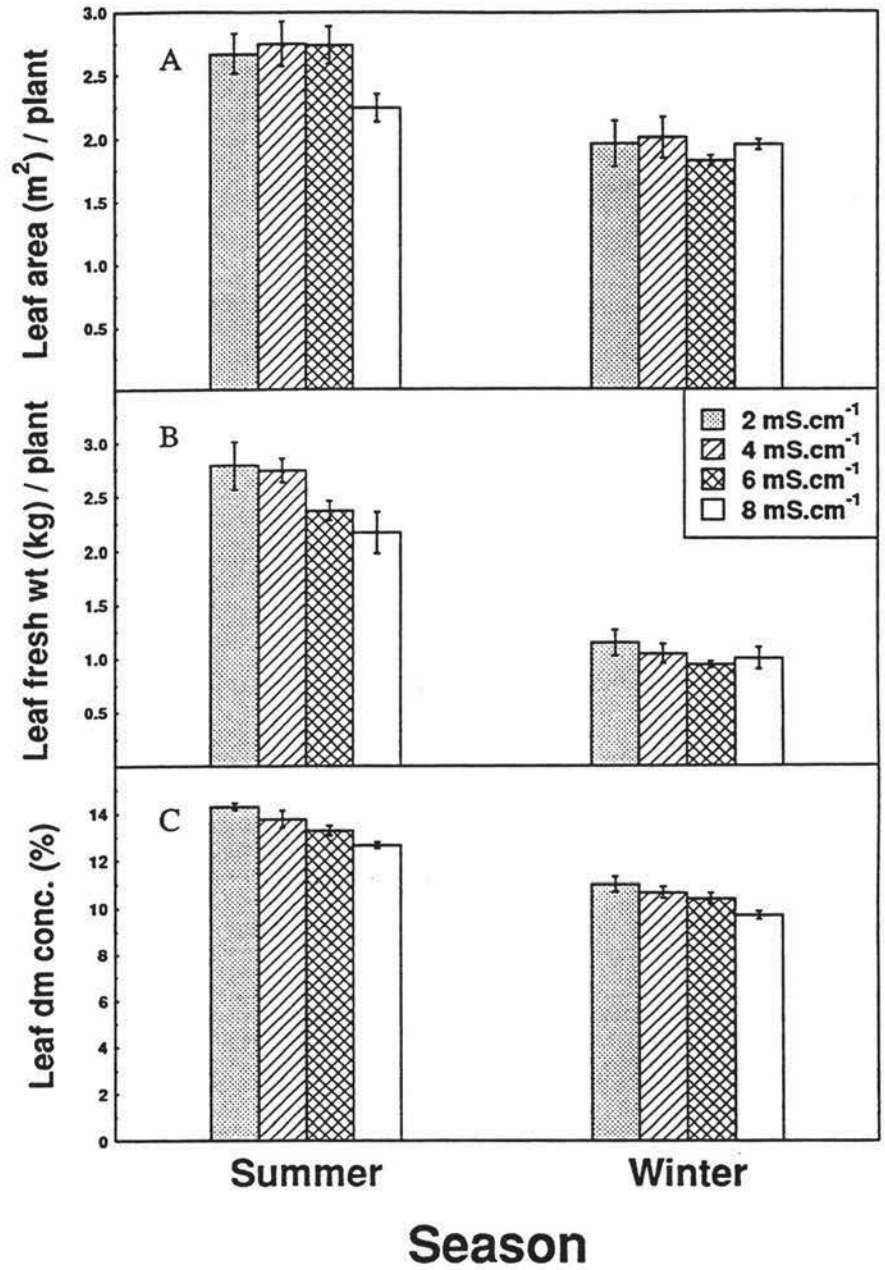 Leaf area (m²) / plant
3.0
2.5
2.0
1.5
1.0
0.5
A
Leaf fresh wt (kg) / plant
3.0
2.5
2.0
1.5
1.0
0.5
B
2 mS.cm⁻¹
4 mS.cm⁻¹
6 mS.cm⁻¹
8 mS.cm⁻¹
Leaf dm conc. (%)
14
12
10
8
6
4
2
0
C
Summer
Winter
Season